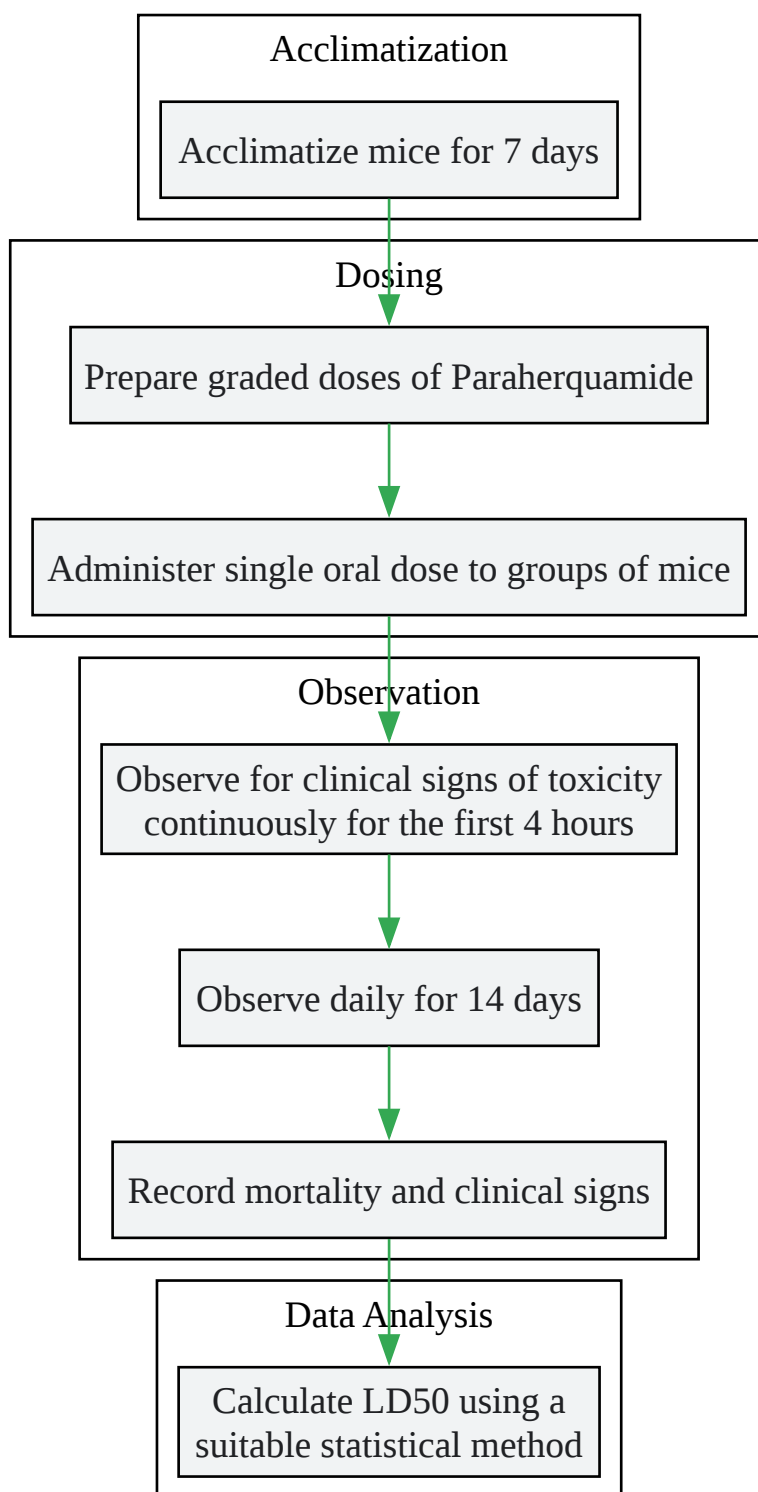 Acclimatization
Acclimatize mice for 7 days
Dosing
Prepare graded doses of Paraherquamide
Administer single oral dose to groups of mice
Observation
Observe for clinical signs of toxicity
continuously for the first 4 hours
Observe daily for 14 days
Record mortality and clinical signs
Data Analysis
Calculate LD50 using a
suitable statistical method